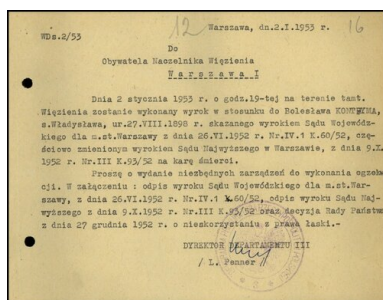 12
16
Warszawa, dn.2.I.1953 r.
WDs.2/53
Do
Obywatela Naczelnika Więzienia
Warszawa I
Dnia 2 stycznia 1953 r. o godz.19-tej na terenie tamt.
Więzienia zostanie wykonany wyrok w stosunku do Bolesława KONTRYMA,
s.Władysława, ur.27.VIII.1898 r. skazanego wyrokiem Sądu Wojewódz-
kiego dla m.st.Warszawy z dnia 26.VI.1952 r. Nr.IV.1 K.60/52, czę-
ściowo zmienionym wyrokiem Sądu Najwyższego w Warszawie, z dnia 9.X.
1952 r. Nr.III K.93/52 na karę śmierci.
Proszę o wydanie niezbędnych zarządzeń do wykonania egzeku-
cji. W załączeniu : odpis wyroku Sądu Wojewódzkiego dla m.st.War-
szawy, z dnia 26.VI.1952 r. Nr.IV.1 K.60/52, odpis wyroku Sądu Naj-
wyższego z dnia 9.X.1952 r. Nr.III K.93/52 oraz decyzja Rady Państwa
z dnia 27 grudnia 1952 r. o nieskorzystaniu z prawa łaski.-
DYREKTOR DEPARTAMENTU III
/ L. Penner /